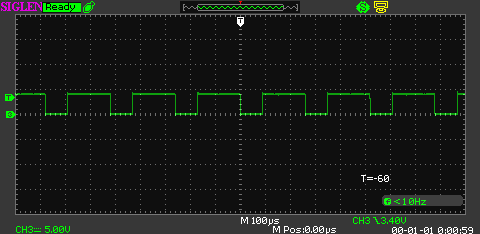 SIGLENT Ready
T
T
3
T=-60
<10Hz
M 100µs
CH3 3.40V
CH3 5.00V
M Pos:0.00µs
00-01-01 0:00:59